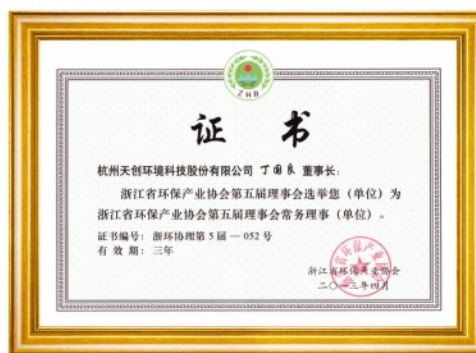 ZHB
证书
杭州天创环境科技股份有限公司 丁国良 董事长：
浙江省环保产业协会第五届理事会选举您（单位）为
浙江省环保产业协会第五届理事会常务理事（单位）。
证书编号： 浙环协理第 5 届 — 052 号
有 效 期： 三年
浙江省环保产业协会
二〇一三年四月